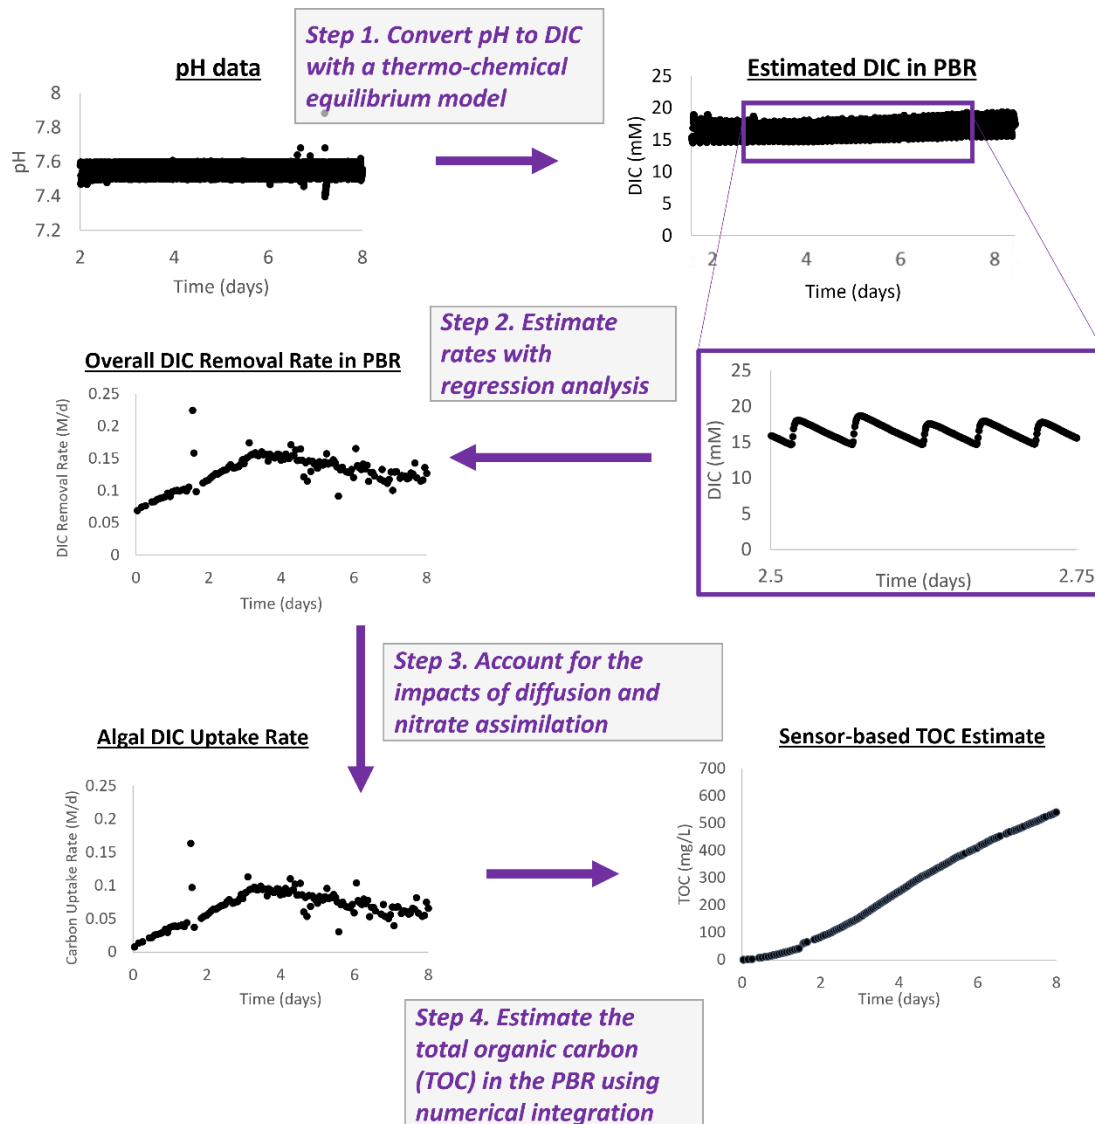 Step 1. Convert pH to DIC
with a thermo-chemical
equilibrium model
pH data
8
7.8
7.6
7.4
7.2
pH
2
4
6
8
Time (days)
Estimated DIC in PBR
25
20
15
10
5
0
DIC (mM)
2
4
6
8
Time (days)
Step 2. Estimate
rates with
regression analysis
Overall DIC Removal Rate in PBR
0.25
0.2
0.15
0.1
0.05
0
DIC Removal Rate (M/d)
0
2
4
6
8
Time (days)
25
20
15
10
5
0
DIC (mM)
2.5
2.75
Time (days)
Step 3. Account for the
impacts of diffusion and
nitrate assimilation
Algal DIC Uptake Rate
0.25
0.2
0.15
0.1
0.05
0
Carbon Uptake Rate (M/d)
0
2
4
6
8
Time (days)
Sensor-based TOC Estimate
700
600
500
400
300
200
100
0
TOC (mg/L)
0
2
4
6
8
Time (days)
Step 4. Estimate the
total organic carbon
(TOC) in the PBR using
numerical integration